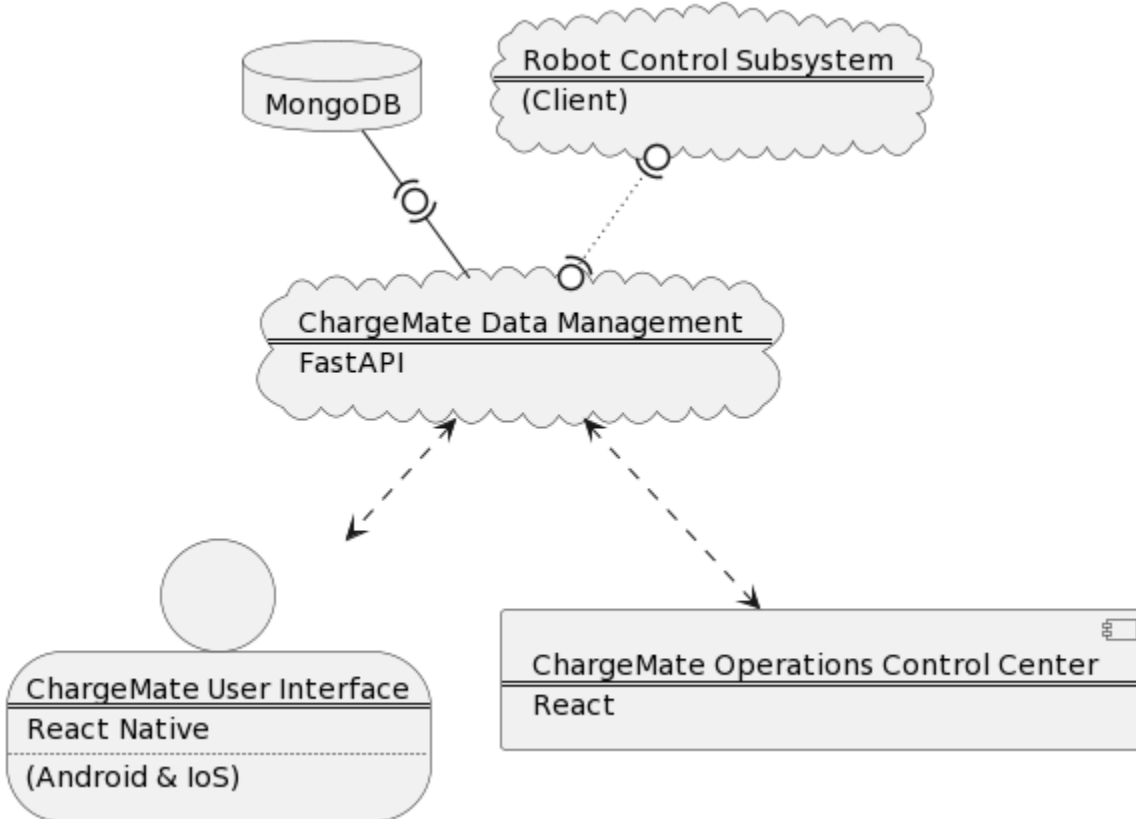 Robot Control Subsystem
(Client)
MongoDB
ChargeMate Data Management
FastAPI
ChargeMate User Interface
React Native
(Android & IoS)
ChargeMate Operations Control Center
React